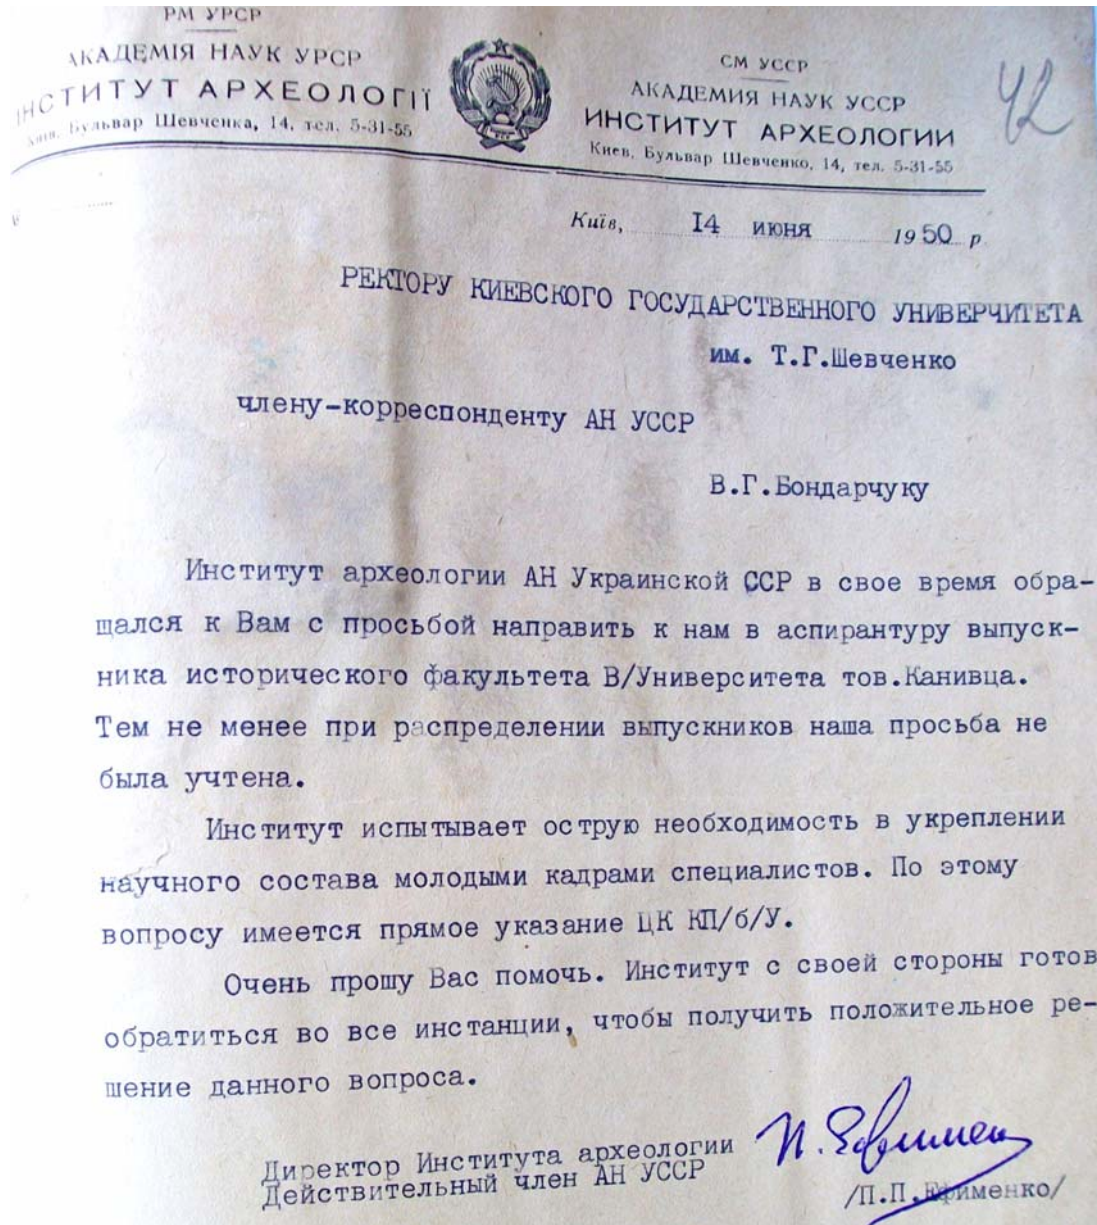 РМ УРСР
АКАДЕМІЯ НАУК УРСР
НСТИТУТ АРХЕОЛОГІЇ
Київ, Бульвар Шевченка, 14, тел. 5-31-55
СМ УССР
АКАДЕМИЯ НАУК УССР
ИНСТИТУТ АРХЕОЛОГИИ
Киев, Бульвар Шевченко, 14, тел. 5-31-55
42
Київ, 14 июня 1950 р.
РЕКТОРУ КИЕВСКОГО ГОСУДАРСТВЕННОГО УНИВЕРЧИТЕТА
им. Т.Г.Шевченко
члену-корреспонденту АН УССР
В.Г.Бондарчуку
Институт археологии АН Украинской ССР в свое время обра-
щался к Вам с просьбой направить к нам в аспирантуру выпуск-
ника исторического факультета В/Университета тов.Канивца.
Тем не менее при распределении выпускников наша просьба не
была учтена.
Институт испытывает острую необходимость в укреплении
научного состава молодыми кадрами специалистов. По этому
вопросу имеется прямое указание ЦК КП/б/У.
Очень прошу Вас помочь. Институт с своей стороны готов
обратиться во все инстанции, чтобы получить положительное ре-
шение данного вопроса.
Директор Института археологии
Действительный член АН УССР
П. Ефименко
/П.П.Ефименко/